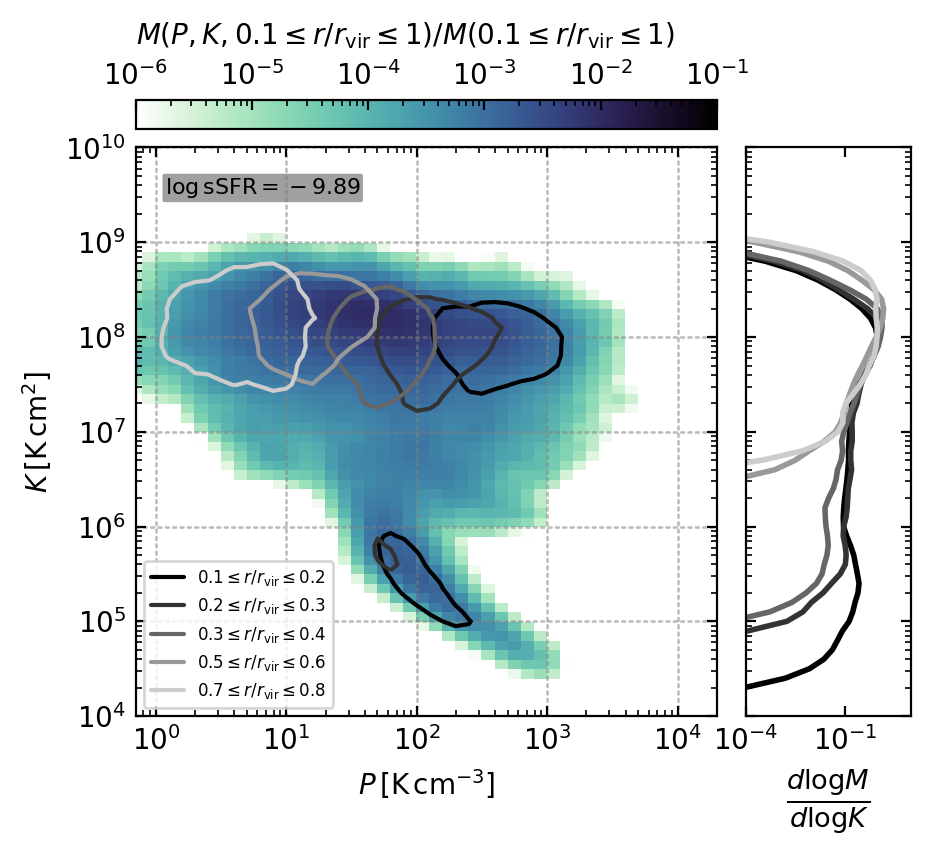 M(P, K, 0.1 ≤ r/r_vir ≤ 1)/M(0.1 ≤ r/r_vir ≤ 1)
10^−6 10^−5 10^−4 10^−3 10^−2 10^−1
10^10
log sSFR = −9.89
10^9
10^8
10^7
10^6
10^5
10^4
K [K cm^2]
0.1 ≤ r/r_vir ≤ 0.2
0.2 ≤ r/r_vir ≤ 0.3
0.3 ≤ r/r_vir ≤ 0.4
0.5 ≤ r/r_vir ≤ 0.6
0.7 ≤ r/r_vir ≤ 0.8
10^0 10^1 10^2 10^3 10^4 10^−4 10^−1
P [K cm^−3]
dlogM
dlogK